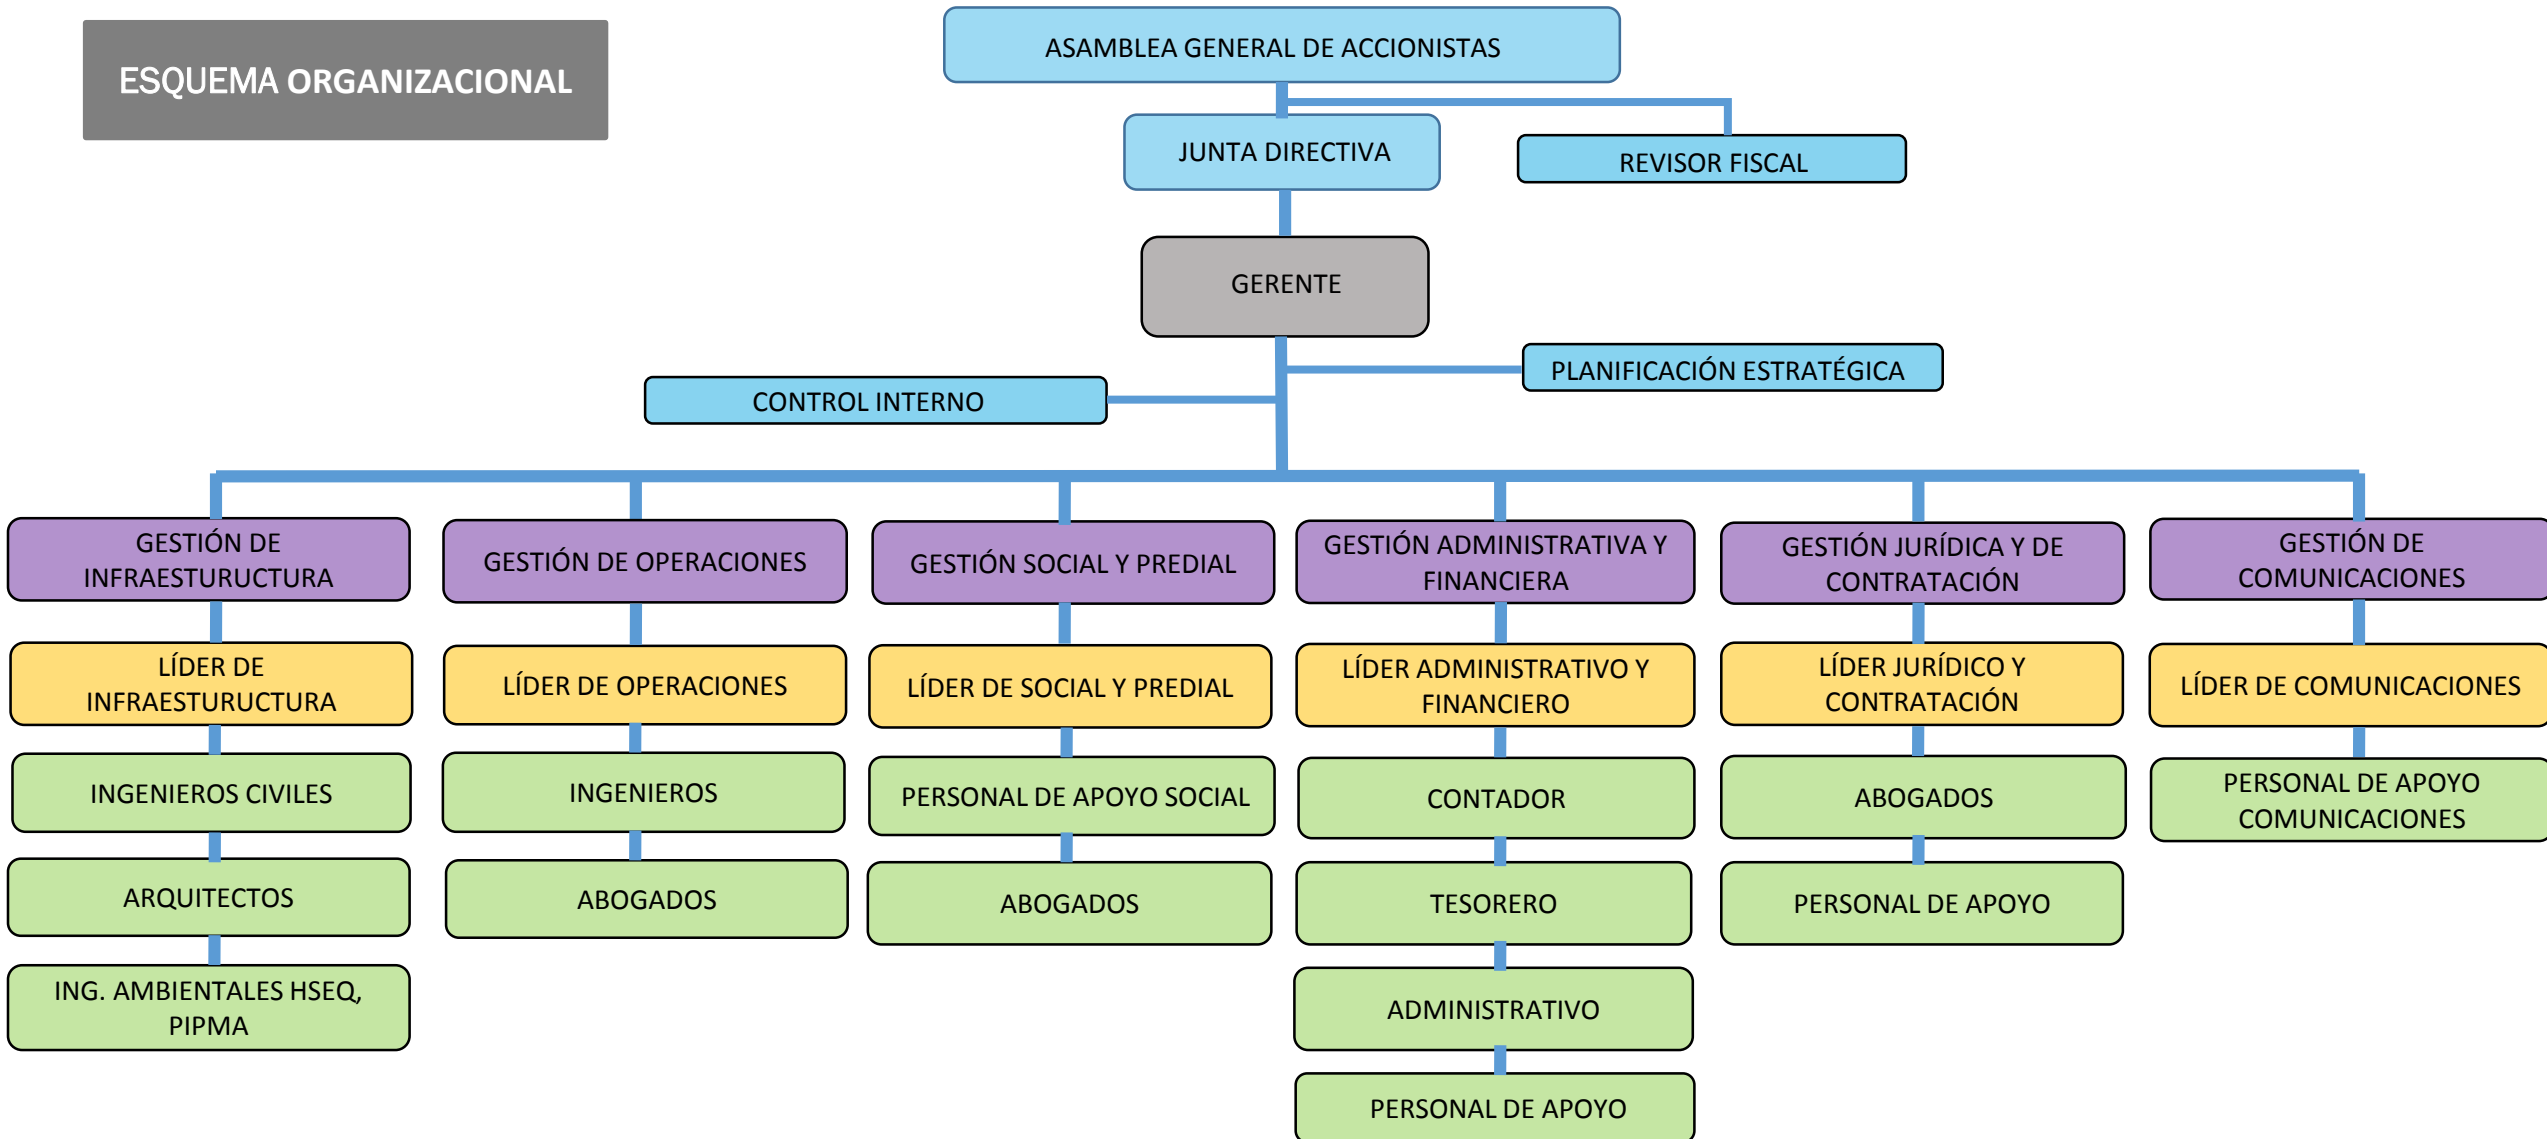 ESQUEMA ORGANIZACIONAL
ASAMBLEA GENERAL DE ACCIONISTAS
JUNTA DIRECTIVA
REVISOR FISCAL
GERENTE
PLANIFICACIÓN ESTRATÉGICA
CONTROL INTERNO
GESTIÓN DE
INFRAESTURUCTURA
GESTIÓN DE OPERACIONES
GESTIÓN SOCIAL Y PREDIAL
GESTIÓN ADMINISTRATIVA Y
FINANCIERA
GESTIÓN JURÍDICA Y DE
CONTRATACIÓN
GESTIÓN DE
COMUNICACIONES
LÍDER DE
INFRAESTURUCTURA
LÍDER DE OPERACIONES
LÍDER DE SOCIAL Y PREDIAL
LÍDER ADMINISTRATIVO Y
FINANCIERO
LÍDER JURÍDICO Y
CONTRATACIÓN
LÍDER DE COMUNICACIONES
INGENIEROS CIVILES
INGENIEROS
PERSONAL DE APOYO SOCIAL
CONTADOR
ABOGADOS
PERSONAL DE APOYO
COMUNICACIONES
ARQUITECTOS
ABOGADOS
ABOGADOS
TESORERO
PERSONAL DE APOYO
ING. AMBIENTALES HSEQ,
PIPMA
ADMINISTRATIVO
PERSONAL DE APOYO